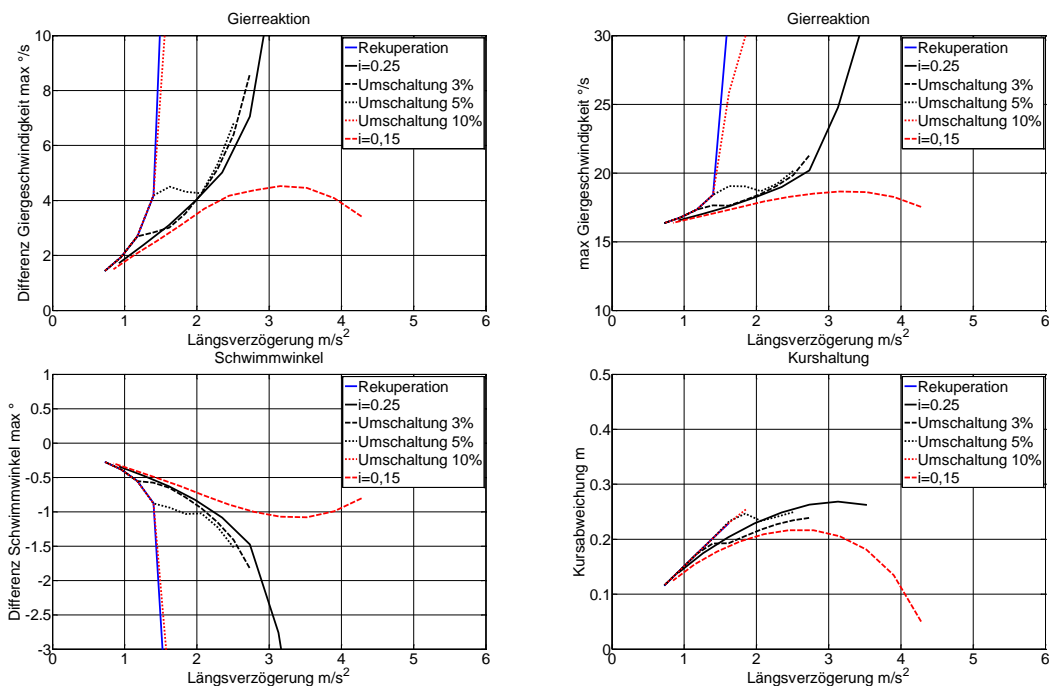 Gierreaktion
Differenz Giergeschwindigkeit max °/s
10
8
6
4
2
0
0 1 2 3 4 5 6
Längsverzögerung m/s²
Rekuperation
i=0.25
Umschaltung 3%
Umschaltung 5%
Umschaltung 10%
i=0,15
Gierreaktion
max Giergeschwindigkeit °/s
30
25
20
15
10
0 1 2 3 4 5 6
Längsverzögerung m/s²
Rekuperation
i=0.25
Umschaltung 3%
Umschaltung 5%
Umschaltung 10%
i=0,15
Schwimmwinkel
Differenz Schwimmwinkel max °
1
0.5
0
-0.5
-1
-1.5
-2
-2.5
-3
0 1 2 3 4 5 6
Längsverzögerung m/s²
Rekuperation
i=0.25
Umschaltung 3%
Umschaltung 5%
Umschaltung 10%
i=0,15
Kurshaltung
Kursabweichung m
0.5
0.4
0.3
0.2
0.1
0
0 1 2 3 4 5 6
Längsverzögerung m/s²
Rekuperation
i=0.25
Umschaltung 3%
Umschaltung 5%
Umschaltung 10%
i=0,15